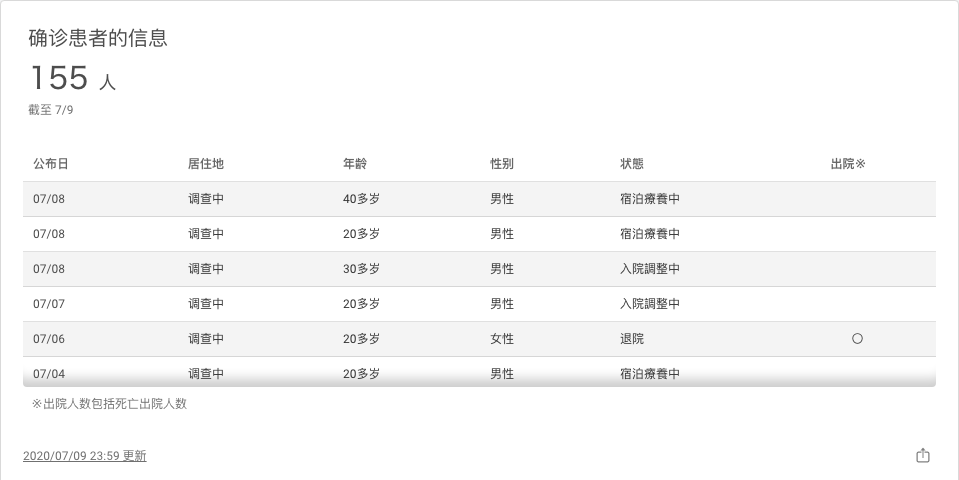 确诊患者的信息
155 人
截至 7/9
公布日 居住地 年龄 性别 状態 出院※
07/08 调查中 40多岁 男性 宿泊療養中
07/08 调查中 20多岁 男性 宿泊療養中
07/08 调查中 30多岁 男性 入院調整中
07/07 调查中 20多岁 男性 入院調整中
07/06 调查中 20多岁 女性 退院 〇
07/04 调查中 20多岁 男性 宿泊療養中
※出院人数包括死亡出院人数
2020/07/09 23:59 更新